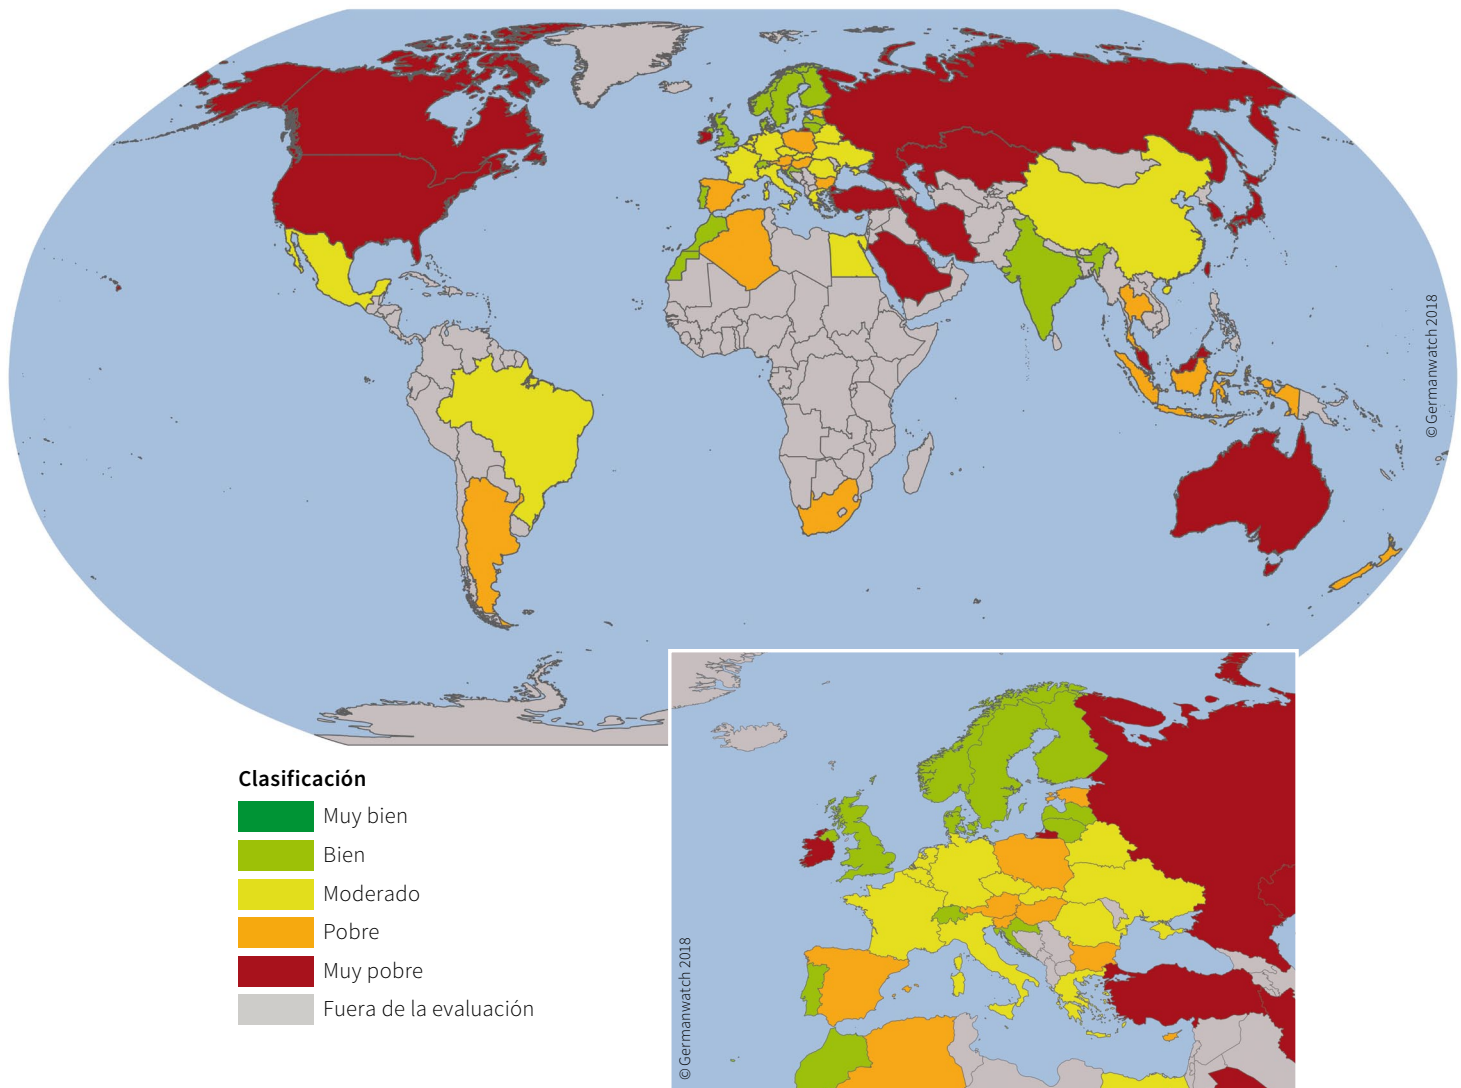 © Germanwatch 2018
Clasificación
Muy bien
Bien
Moderado
Pobre
Muy pobre
Fuera de la evaluación
© Germanwatch 2018